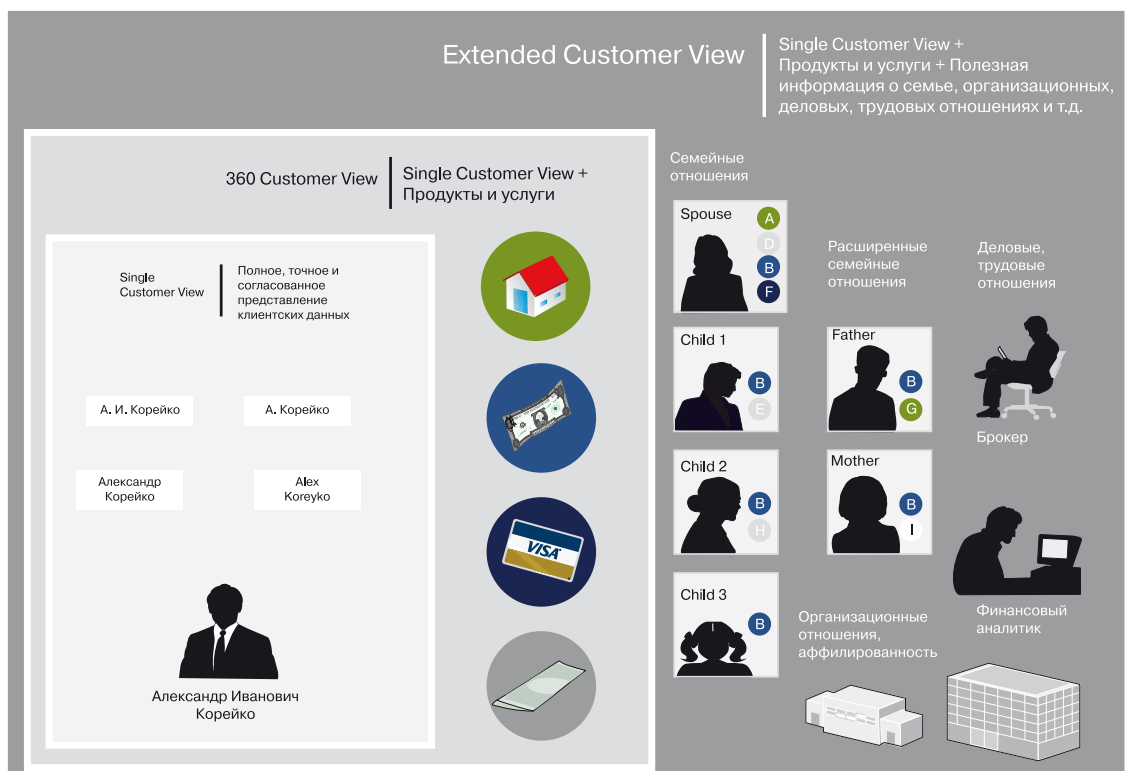 Extended Customer View
Single Customer View +
Продукты и услуги + Полезная
информация о семье, организационных,
деловых, трудовых отношениях и т.д.
360 Customer View
Single Customer View +
Продукты и услуги
Single
Customer View
Полное, точное и
согласованное
представление
клиентских данных
А. И. Корейко
А. Корейко
Александр
Корейко
Alex
Koreyko
Александр Иванович
Корейко
VISA
Семейные
отношения
Spouse
A
D
B
F
Child 1
B
E
Child 2
B
H
Child 3
B
Расширенные
семейные
отношения
Father
B
G
Mother
B
I
Деловые,
трудовые
отношения
Брокер
Финансовый
аналитик
Организационные
отношения,
аффилированность